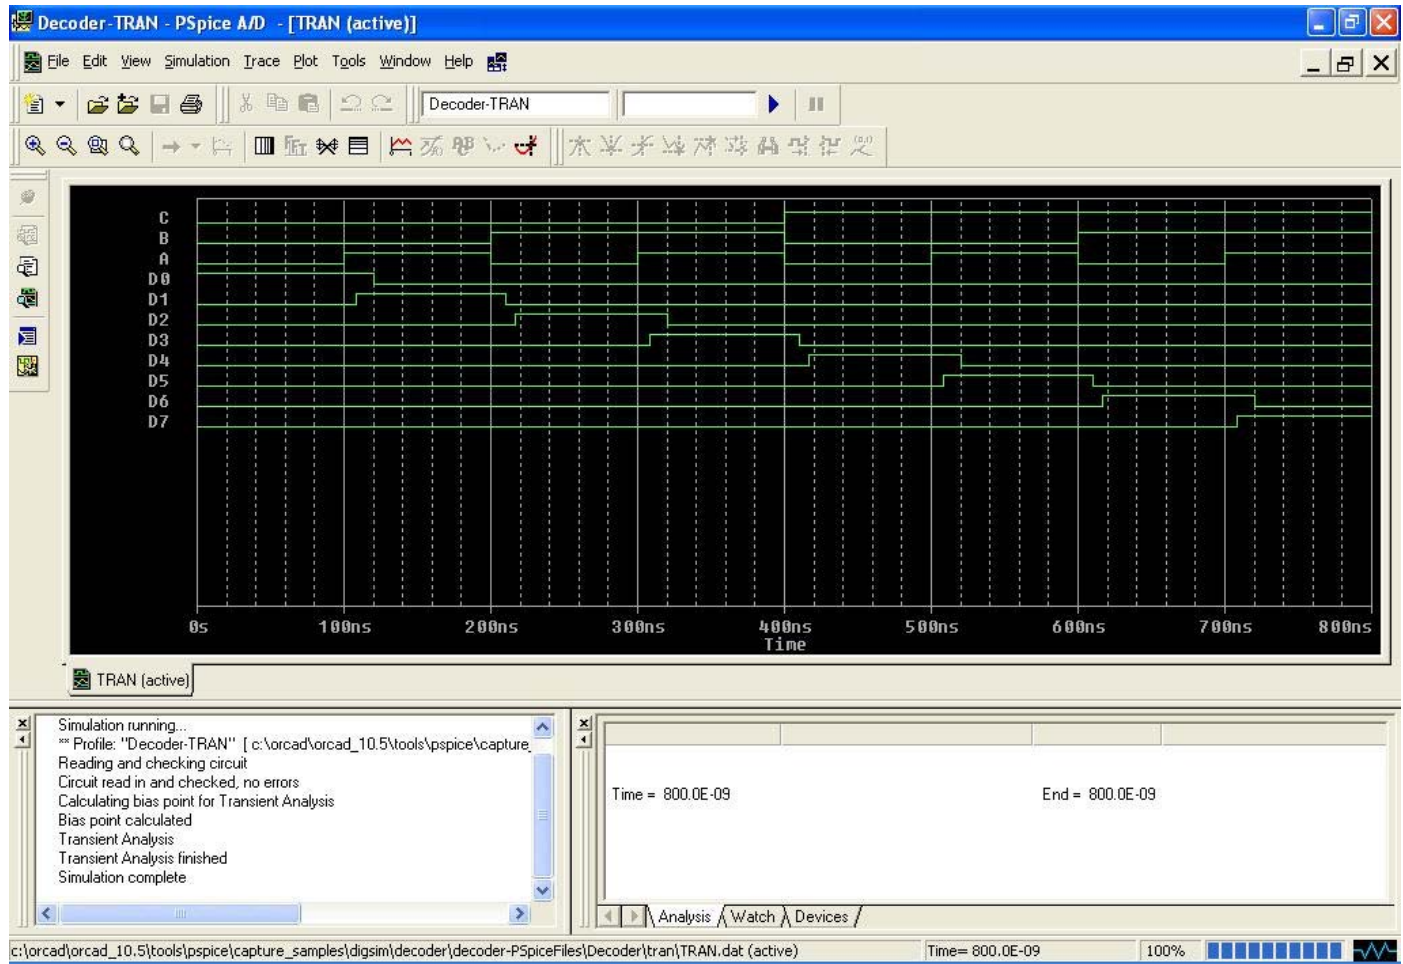 Decoder-TRAN - PSpice A/D - [TRAN (active)]
File Edit View Simulation Trace Plot Tools Window Help
Decoder-TRAN
C
B
A
D0
D1
D2
D3
D4
D5
D6
D7
0s 100ns 200ns 300ns 400ns 500ns 600ns 700ns 800ns
Time
TRAN (active)
Simulation running...
** Profile: "Decoder-TRAN" [ c:\orcad\orcad_10.5\tools\pspice\capture_
Reading and checking circuit
Circuit read in and checked, no errors
Calculating bias point for Transient Analysis
Bias point calculated
Transient Analysis
Transient Analysis finished
Simulation complete
Time = 800.0E-09 End = 800.0E-09
Analysis Watch Devices
c:\orcad\orcad_10.5\tools\pspice\capture_samples\digsim\decoder\decoder-PSpiceFiles\Decoder\tran\TRAN.dat (active) Time= 800.0E-09 100%